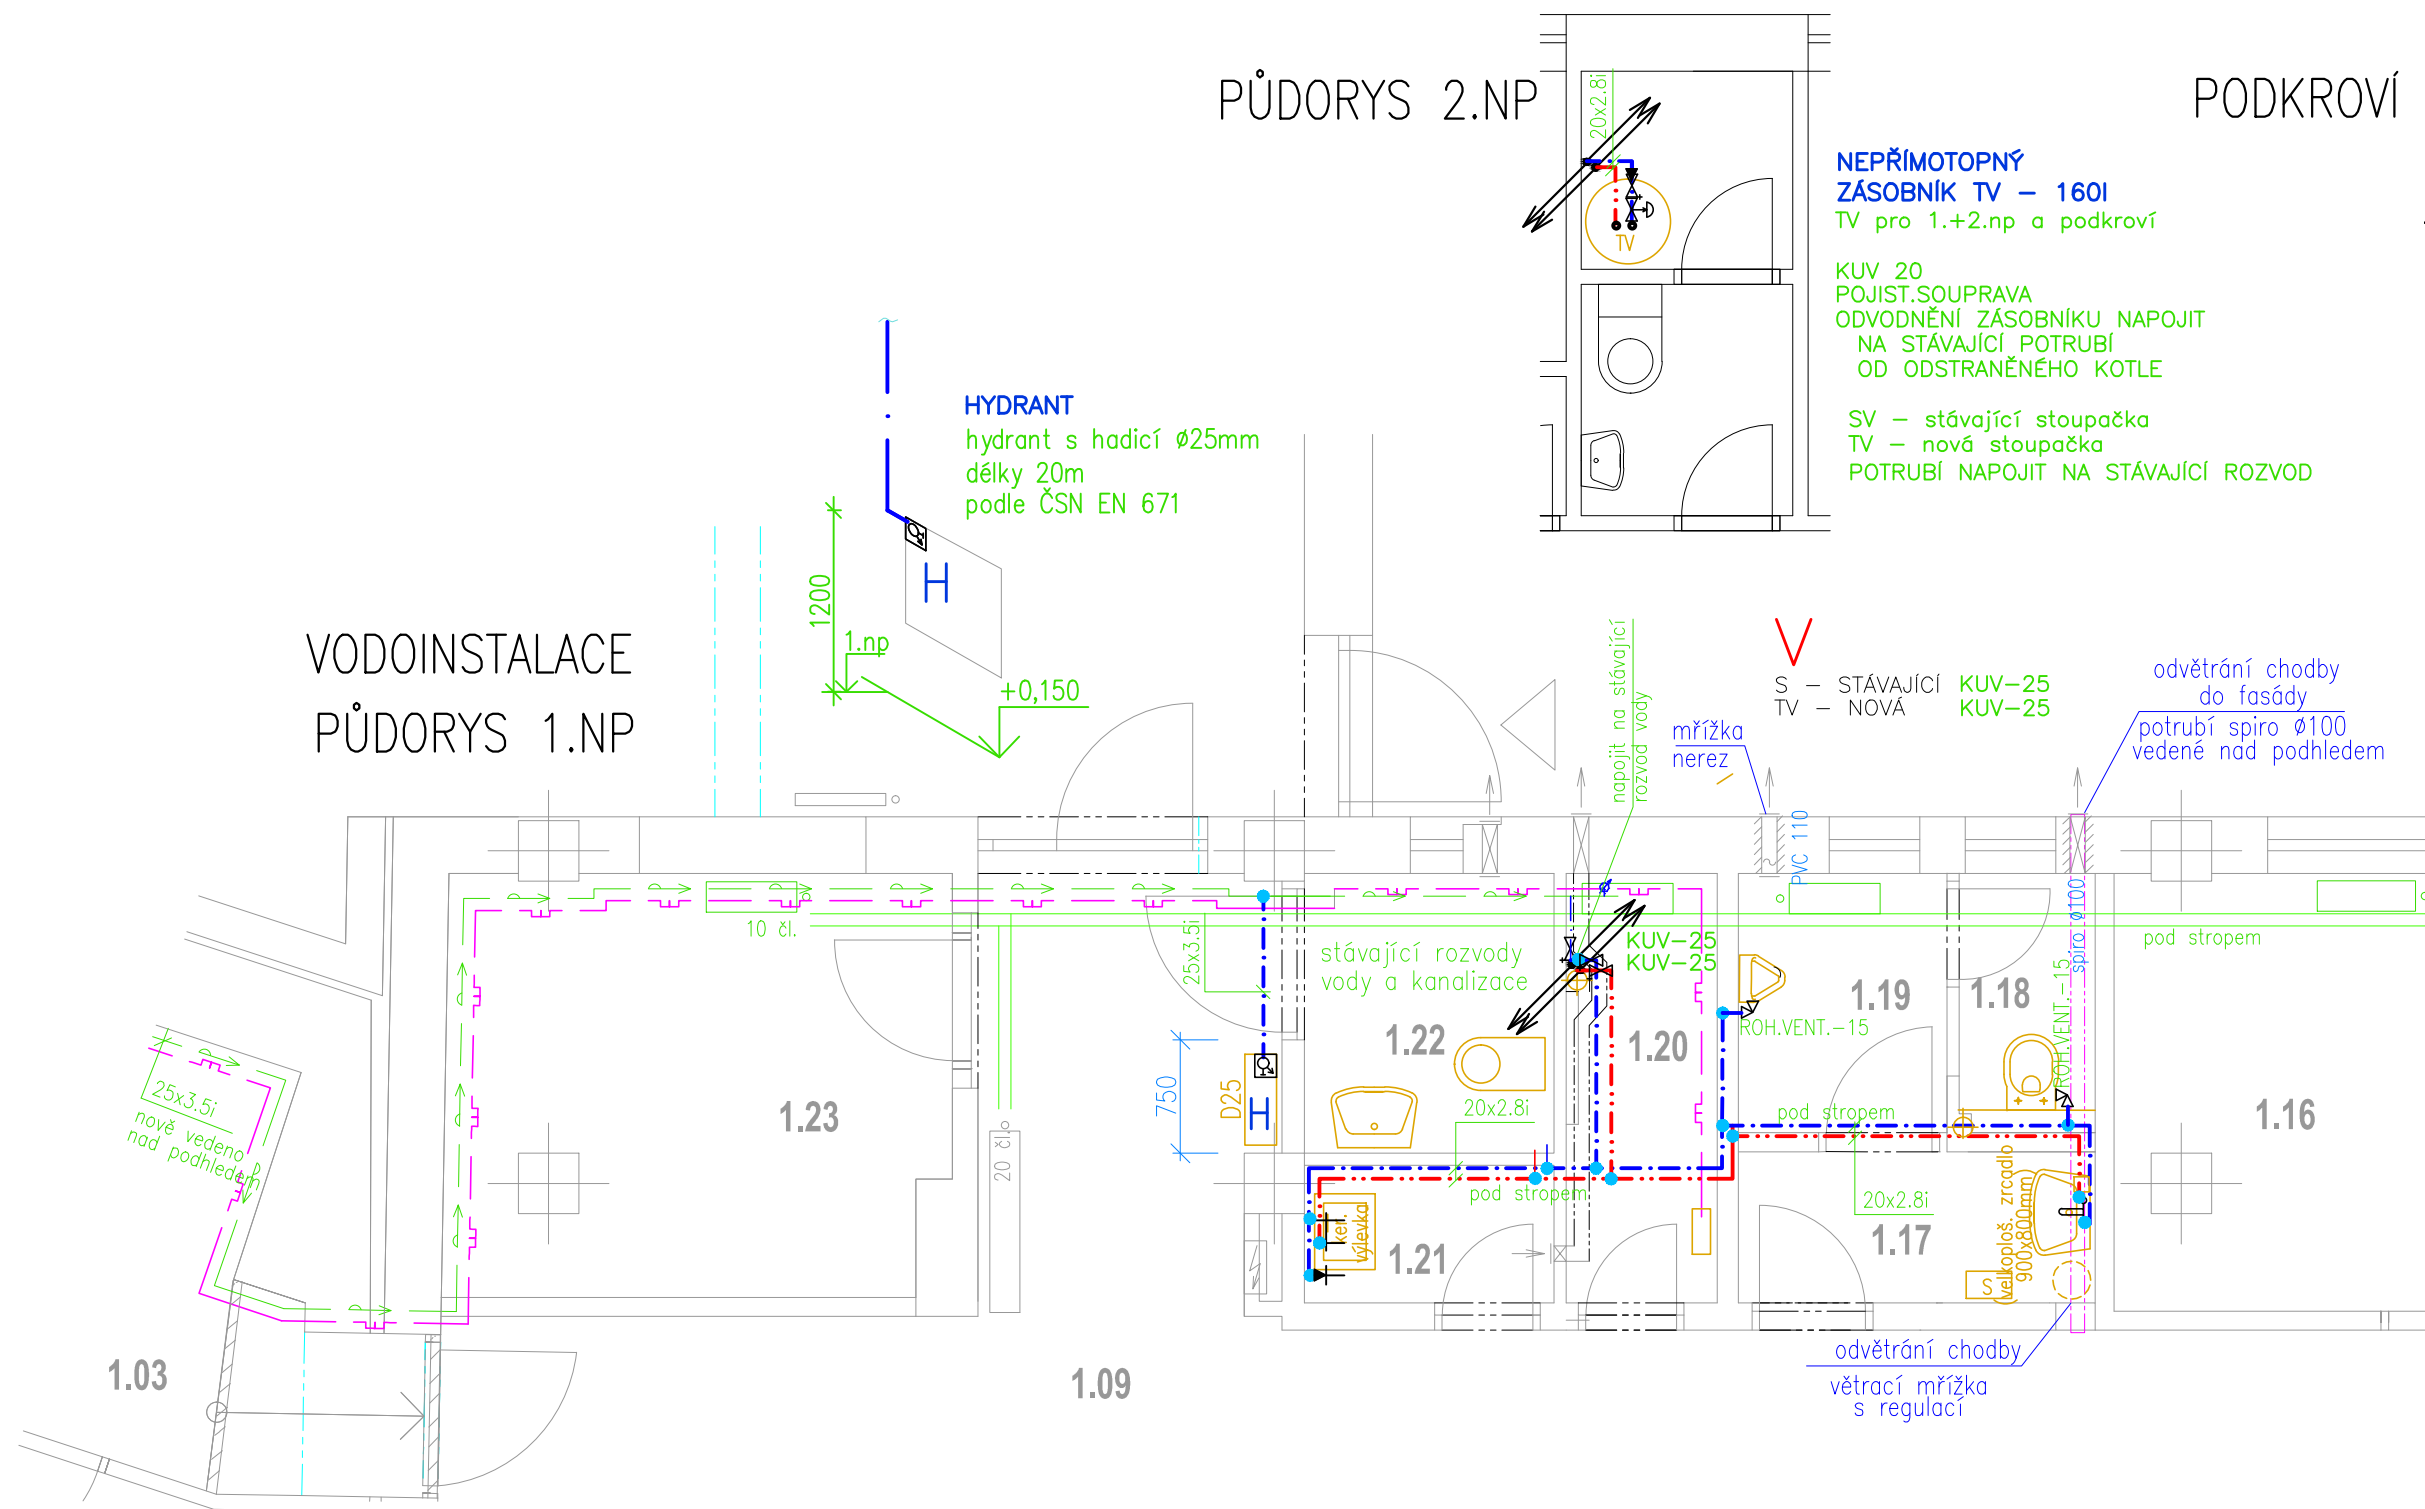 PŮDORYS 2.NP
PODKROVÍ
20x2.8i
TV
NEPŘÍMOTOPNÝ
ZÁSOBNÍK TV – 160l
TV pro 1.+2.np a podkroví
KUV 20
POJIST.SOUPRAVA
ODVODNĚNÍ ZÁSOBNÍKU NAPOJIT
NA STÁVAJÍCÍ POTRUBÍ
OD ODSTRANĚNÉHO KOTLE
SV – stávající stoupačka
TV – nová stoupačka
POTRUBÍ NAPOJIT NA STÁVAJÍCÍ ROZVOD
HYDRANT
hydrant s hadicí ø25mm
délky 20m
podle ČSN EN 671
H
1200
1.np
+0,150
VODOINSTALACE
PŮDORYS 1.NP
V
S – STÁVAJÍCÍ KUV–25
TV – NOVÁ KUV–25
napojit na stávající
rozvod vody
mřížka
nerez
odvětrání chodby
do fasády
potrubí spiro ø100
vedené nad podhledem
PVC 110
spiro ø100
10 čl.
25x3.5i
stávající rozvody
vody a kanalizace
KUV–25
KUV–25
pod stropem
1.22
1.20
1.19
1.18
ROH.VENT.–15
ROH.VENT.–15
25x3.5i
nově vedeno
nad podhledem
1.23
20 čl.
750
D25
H
20x2.8i
pod stropem
pod stropem
1.16
ker.
výlevka
1.21
20x2.8i
1.17
velkoploš. zrcadlo
900x800mm
S
1.03
1.09
odvětrání chodby
větrací mřížka
s regulací